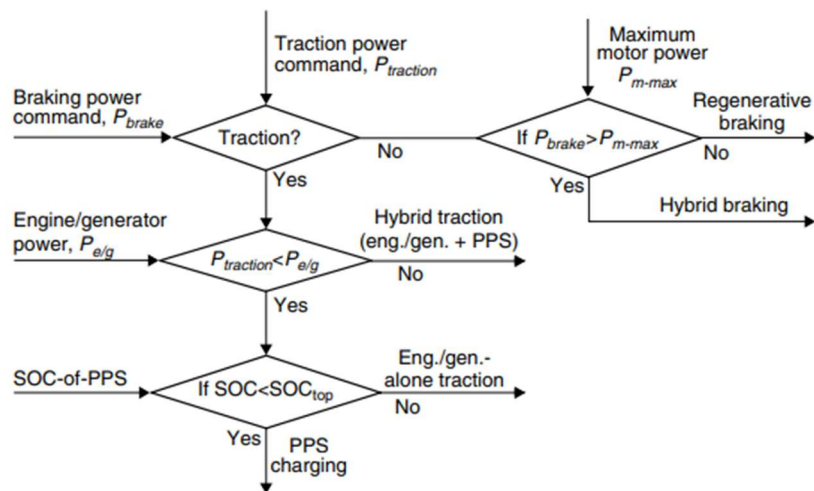 Traction power
command, P_traction
Maximum
motor power
P_m-max
Braking power
command, P_brake
Traction?
No
If P_brake>P_m-max
Regenerative
braking
No
Yes
Yes
Hybrid braking
Engine/generator
power, P_e/g
P_traction<P_e/g
Hybrid traction
(eng./gen. + PPS)
No
Yes
SOC-of-PPS
If SOC<SOC_top
Eng./gen.-
alone traction
No
Yes
PPS
charging